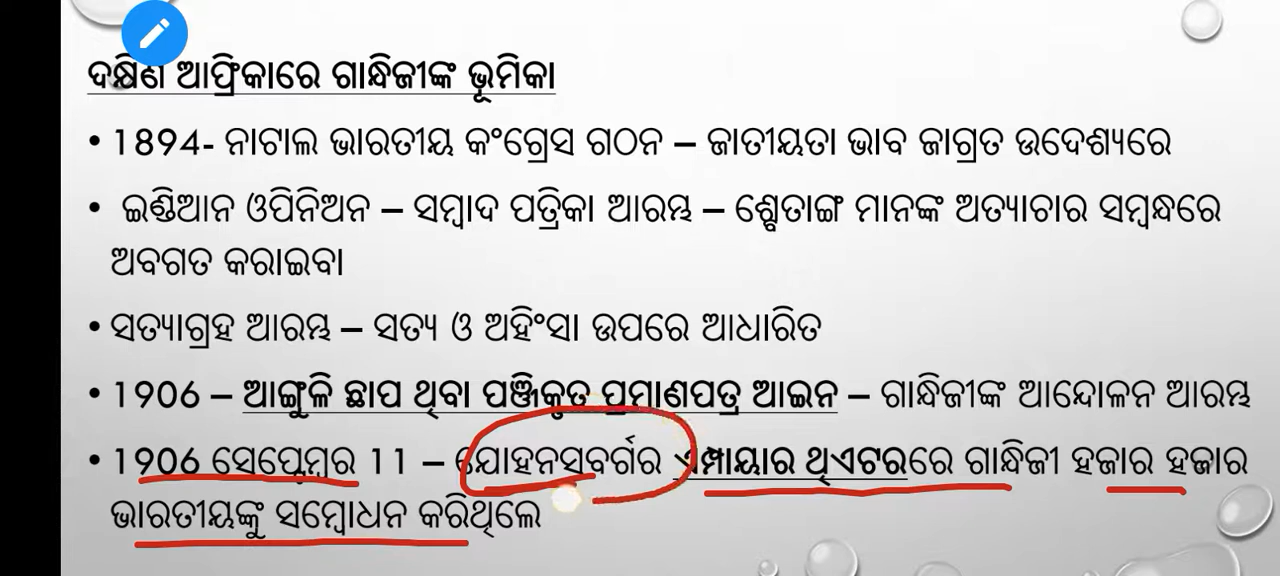 ଦକ୍ଷିଣ ଆଫ୍ରିକାରେ ଗାନ୍ଧିଜୀଙ୍କ ଭୂମିକା
• 1894- ନାଟାଲ ଭାରତୀୟ କଂଗ୍ରେସ ଗଠନ – ଜାତୀୟତା ଭାବ ଜାଗ୍ରତ ଉଦେଶ୍ୟରେ
• ଇଣ୍ଡିଆନ ଓପିନିଅନ – ସମ୍ବାଦ ପତ୍ରିକା ଆରମ୍ଭ – ଶ୍ବେତାଙ୍ଗ ମାନଙ୍କ ଅତ୍ୟାଚାର ସମ୍ବନ୍ଧରେ
ଅବଗତ କରାଇବା
• ସତ୍ୟାଗ୍ରହ ଆରମ୍ଭ – ସତ୍ୟ ଓ ଅହିଂସା ଉପରେ ଆଧାରିତ
• 1906 – ଆଙ୍ଗୁଳି ଛାପ ଥିବା ପଞ୍ଜିକୃତ ପ୍ରମାଣପତ୍ର ଆଇନ – ଗାନ୍ଧିଜୀଙ୍କ ଆନ୍ଦୋଳନ ଆରମ୍ଭ
• 1906 ସେପ୍ଟେମ୍ବର 11 – ଯୋହନସବର୍ଗର ଏମ୍ପାୟାର ଥିଏଟରରେ ଗାନ୍ଧିଜୀ ହଜାର ହଜାର
ଭାରତୀୟଙ୍କୁ ସମ୍ବୋଧନ କରିଥିଲେ